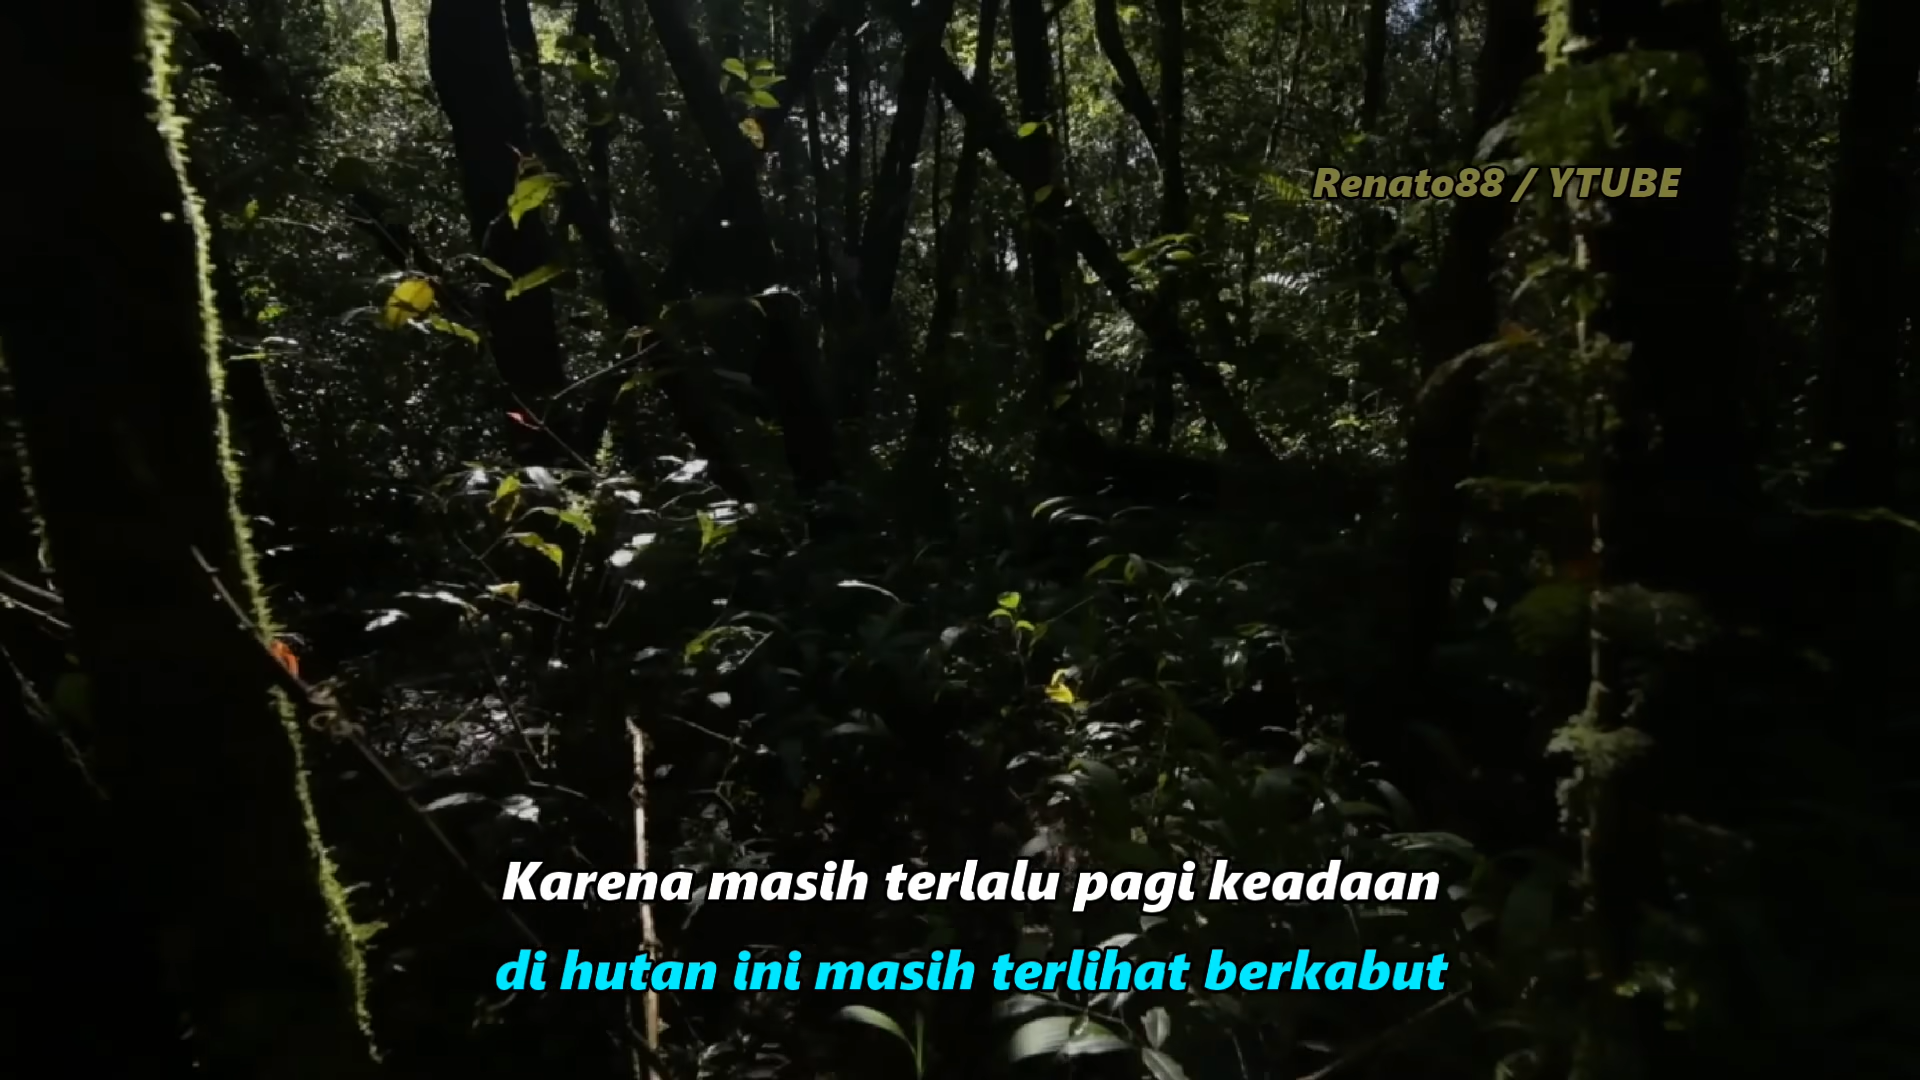 Renato88 / YTUBE
Karena masih terlalu pagi keadaan
di hutan ini masih terlihat berkabut